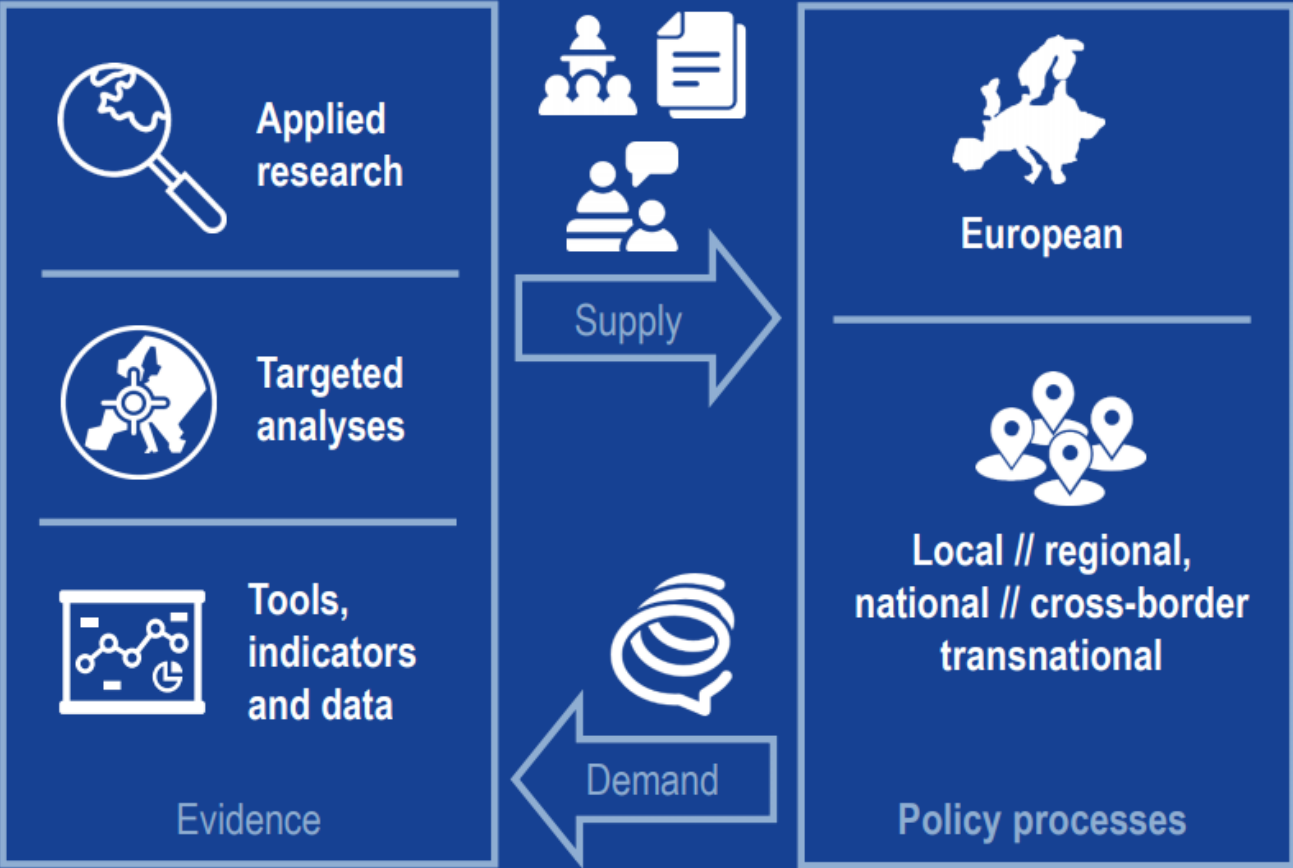 Applied
research
Targeted
analyses
Tools,
indicators
and data
Evidence
Supply
Demand
European
Local // regional,
national // cross-border
transnational
Policy processes